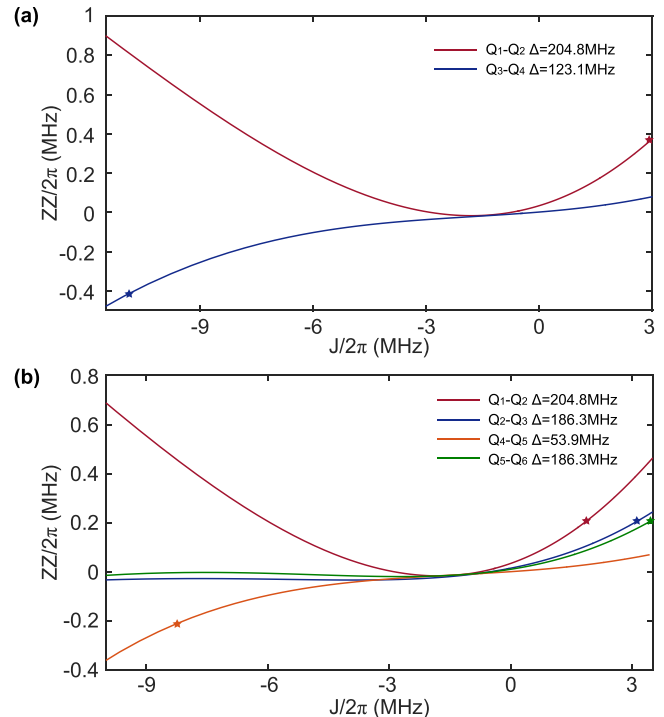 (a)
1
0.8
0.6
0.4
0.2
0
-0.2
-0.4
ZZ/2π (MHz)
Q₁-Q₂ Δ=204.8MHz
Q₃-Q₄ Δ=123.1MHz
-9 -6 -3 0 3
J/2π (MHz)
(b)
0.8
0.6
0.4
0.2
0
-0.2
-0.4
ZZ/2π (MHz)
Q₁-Q₂ Δ=204.8MHz
Q₂-Q₃ Δ=186.3MHz
Q₄-Q₅ Δ=53.9MHz
Q₅-Q₆ Δ=186.3MHz
-9 -6 -3 0 3
J/2π (MHz)